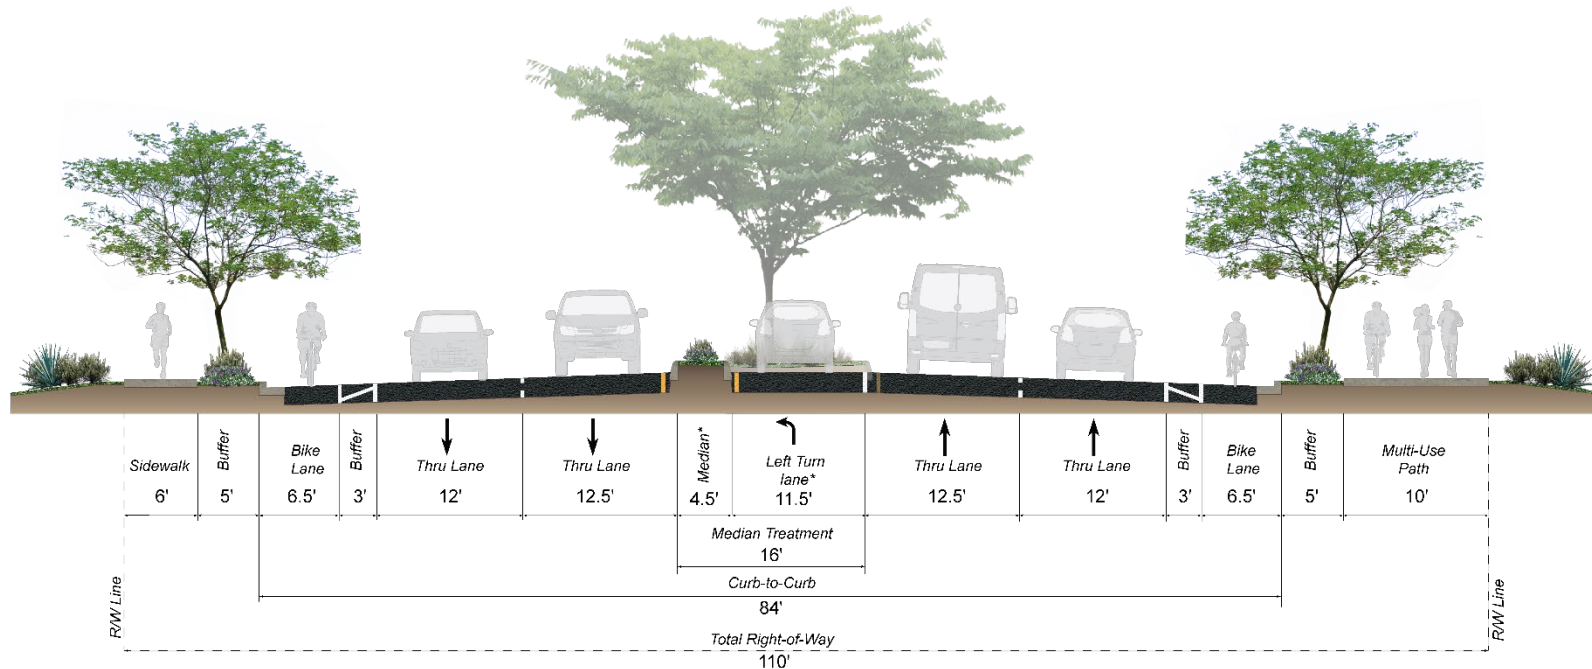 Sidewalk
6'
Buffer
5'
Bike
Lane
6.5'
Buffer
3'
Thru Lane
12'
Thru Lane
12.5'
Median*
4.5'
Left Turn
lane*
11.5'
Thru Lane
12.5'
Thru Lane
12'
Buffer
3'
Bike
Lane
6.5'
Buffer
5'
Multi-Use
Path
10'
Median Treatment
16'
Curb-to-Curb
84'
R/W Line
R/W Line
Total Right-of-Way
110'